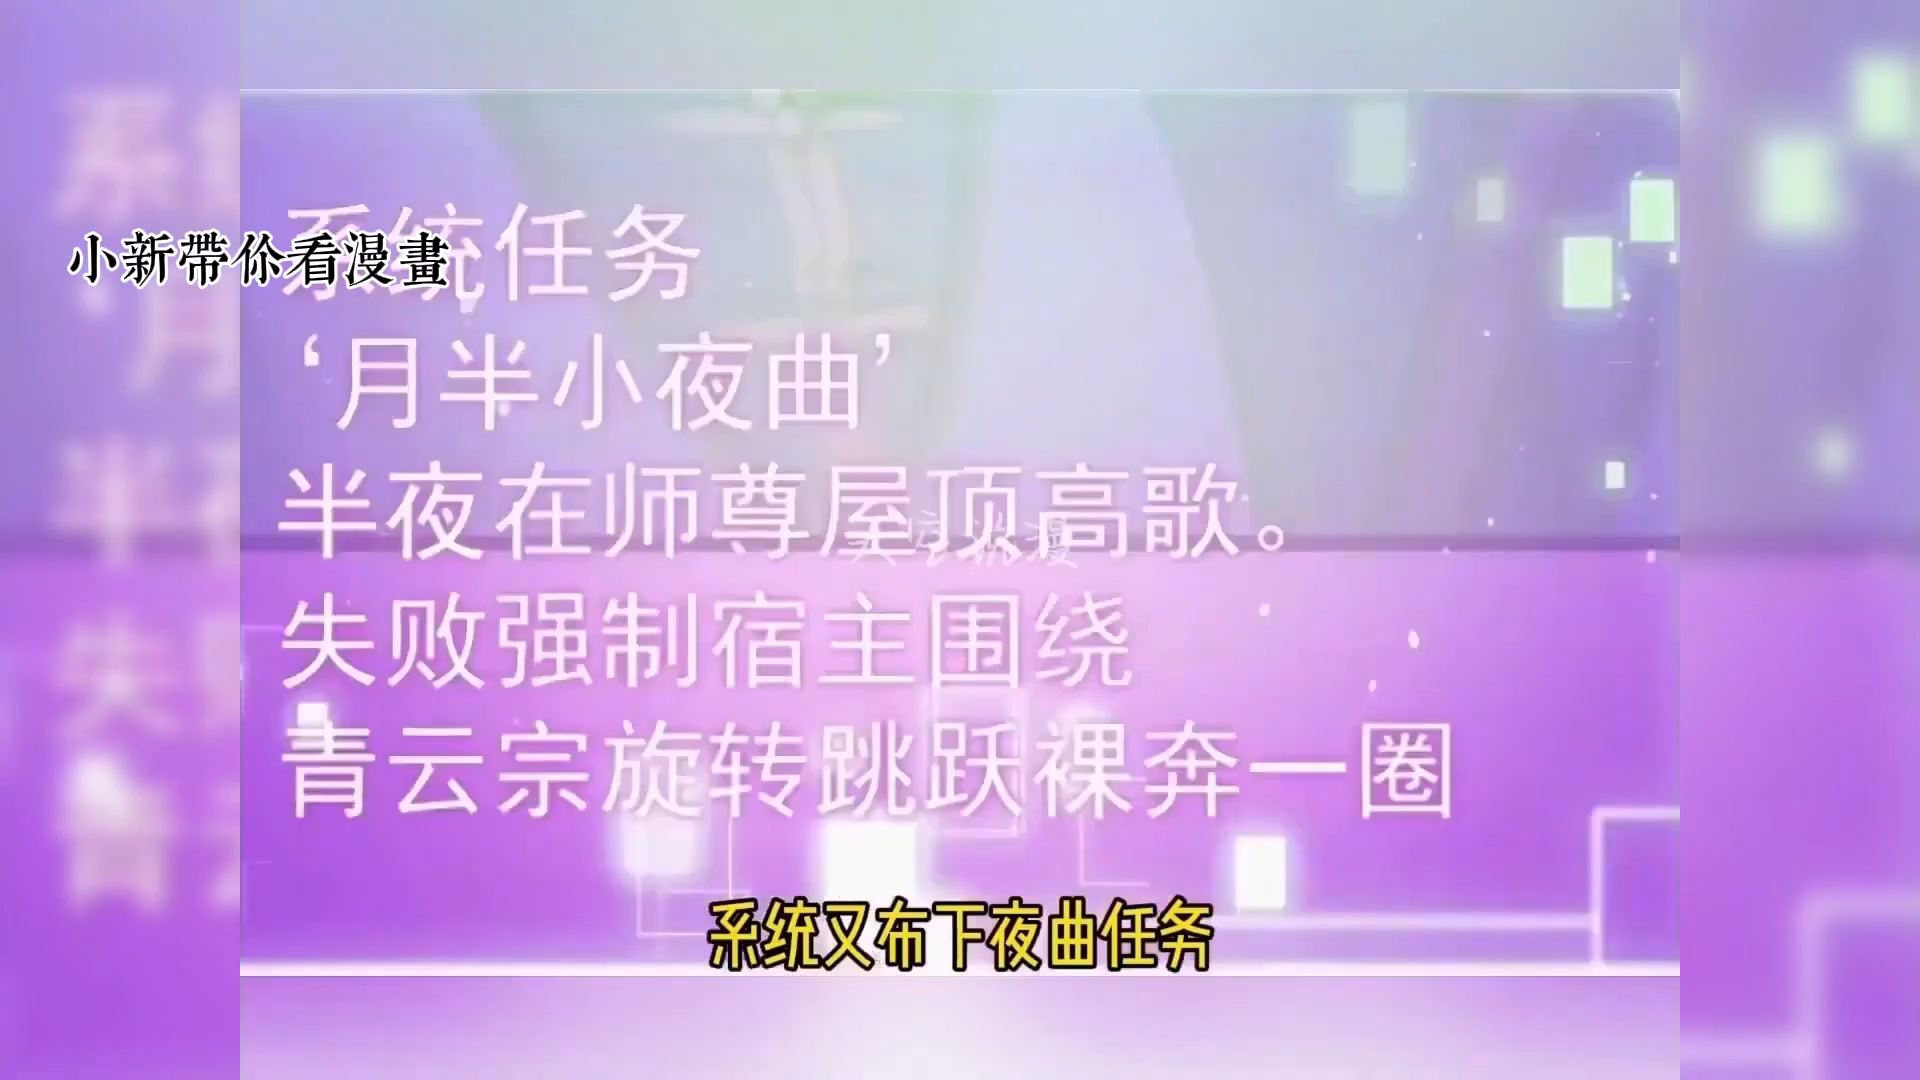 小新帶你看漫畫
系统任务
‘月半小夜曲’
半夜在师尊屋顶高歌。
失败强制宿主围绕
青云宗旋转跳跃裸奔一圈
系统又布下夜曲任务